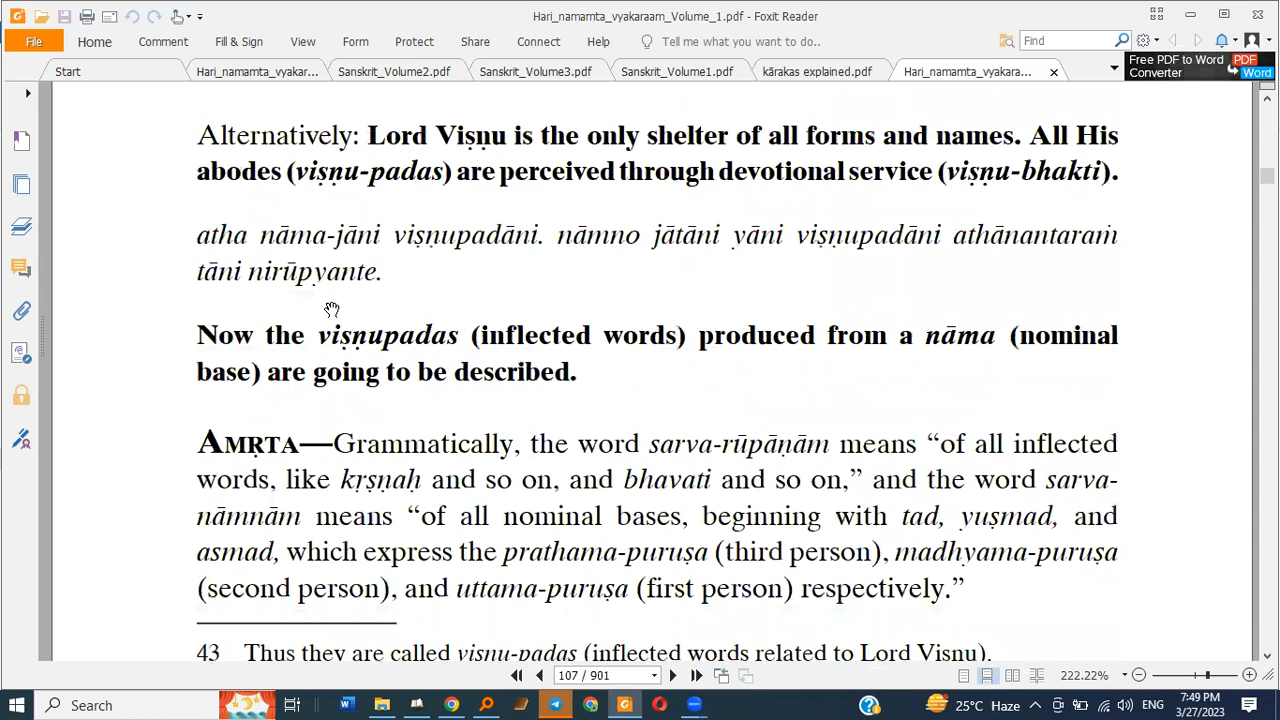 Hari_namamta_vyakaraam_Volume_1.pdf - Foxit Reader
File Home Comment Fill & Sign View Form Protect Share Connect Help Tell me what you want to do... Find
Start Hari_namamta_vyakar... Sanskrit_Volume2.pdf Sanskrit_Volume3.pdf Sanskrit_Volume1.pdf kārakas explained.pdf Hari_namamta_vyakara...
Free PDF to Word
Converter
PDF
Word
Alternatively: Lord Viṣṇu is the only shelter of all forms and names. All His
abodes (viṣṇu-padas) are perceived through devotional service (viṣṇu-bhakti).
atha nāma-jāni viṣṇupadāni. nāmno jātāni yāni viṣṇupadāni athānantaraṁ
tāni nirūpyante.
Now the viṣṇupadas (inflected words) produced from a nāma (nominal
base) are going to be described.
AMṚTA—Grammatically, the word sarva-rūpāṇām means “of all inflected
words, like kṛṣṇaḥ and so on, and bhavati and so on,” and the word sarva-
nāmnām means “of all nominal bases, beginning with tad, yuṣmad, and
asmad, which express the prathama-puruṣa (third person), madhyama-puruṣa
(second person), and uttama-puruṣa (first person) respectively.”
43 Thus they are called viṣṇu-padas (inflected words related to Lord Viṣṇu).
107 / 901
222.22%
Search
25°C Haze
ENG
7:49 PM
3/27/2023